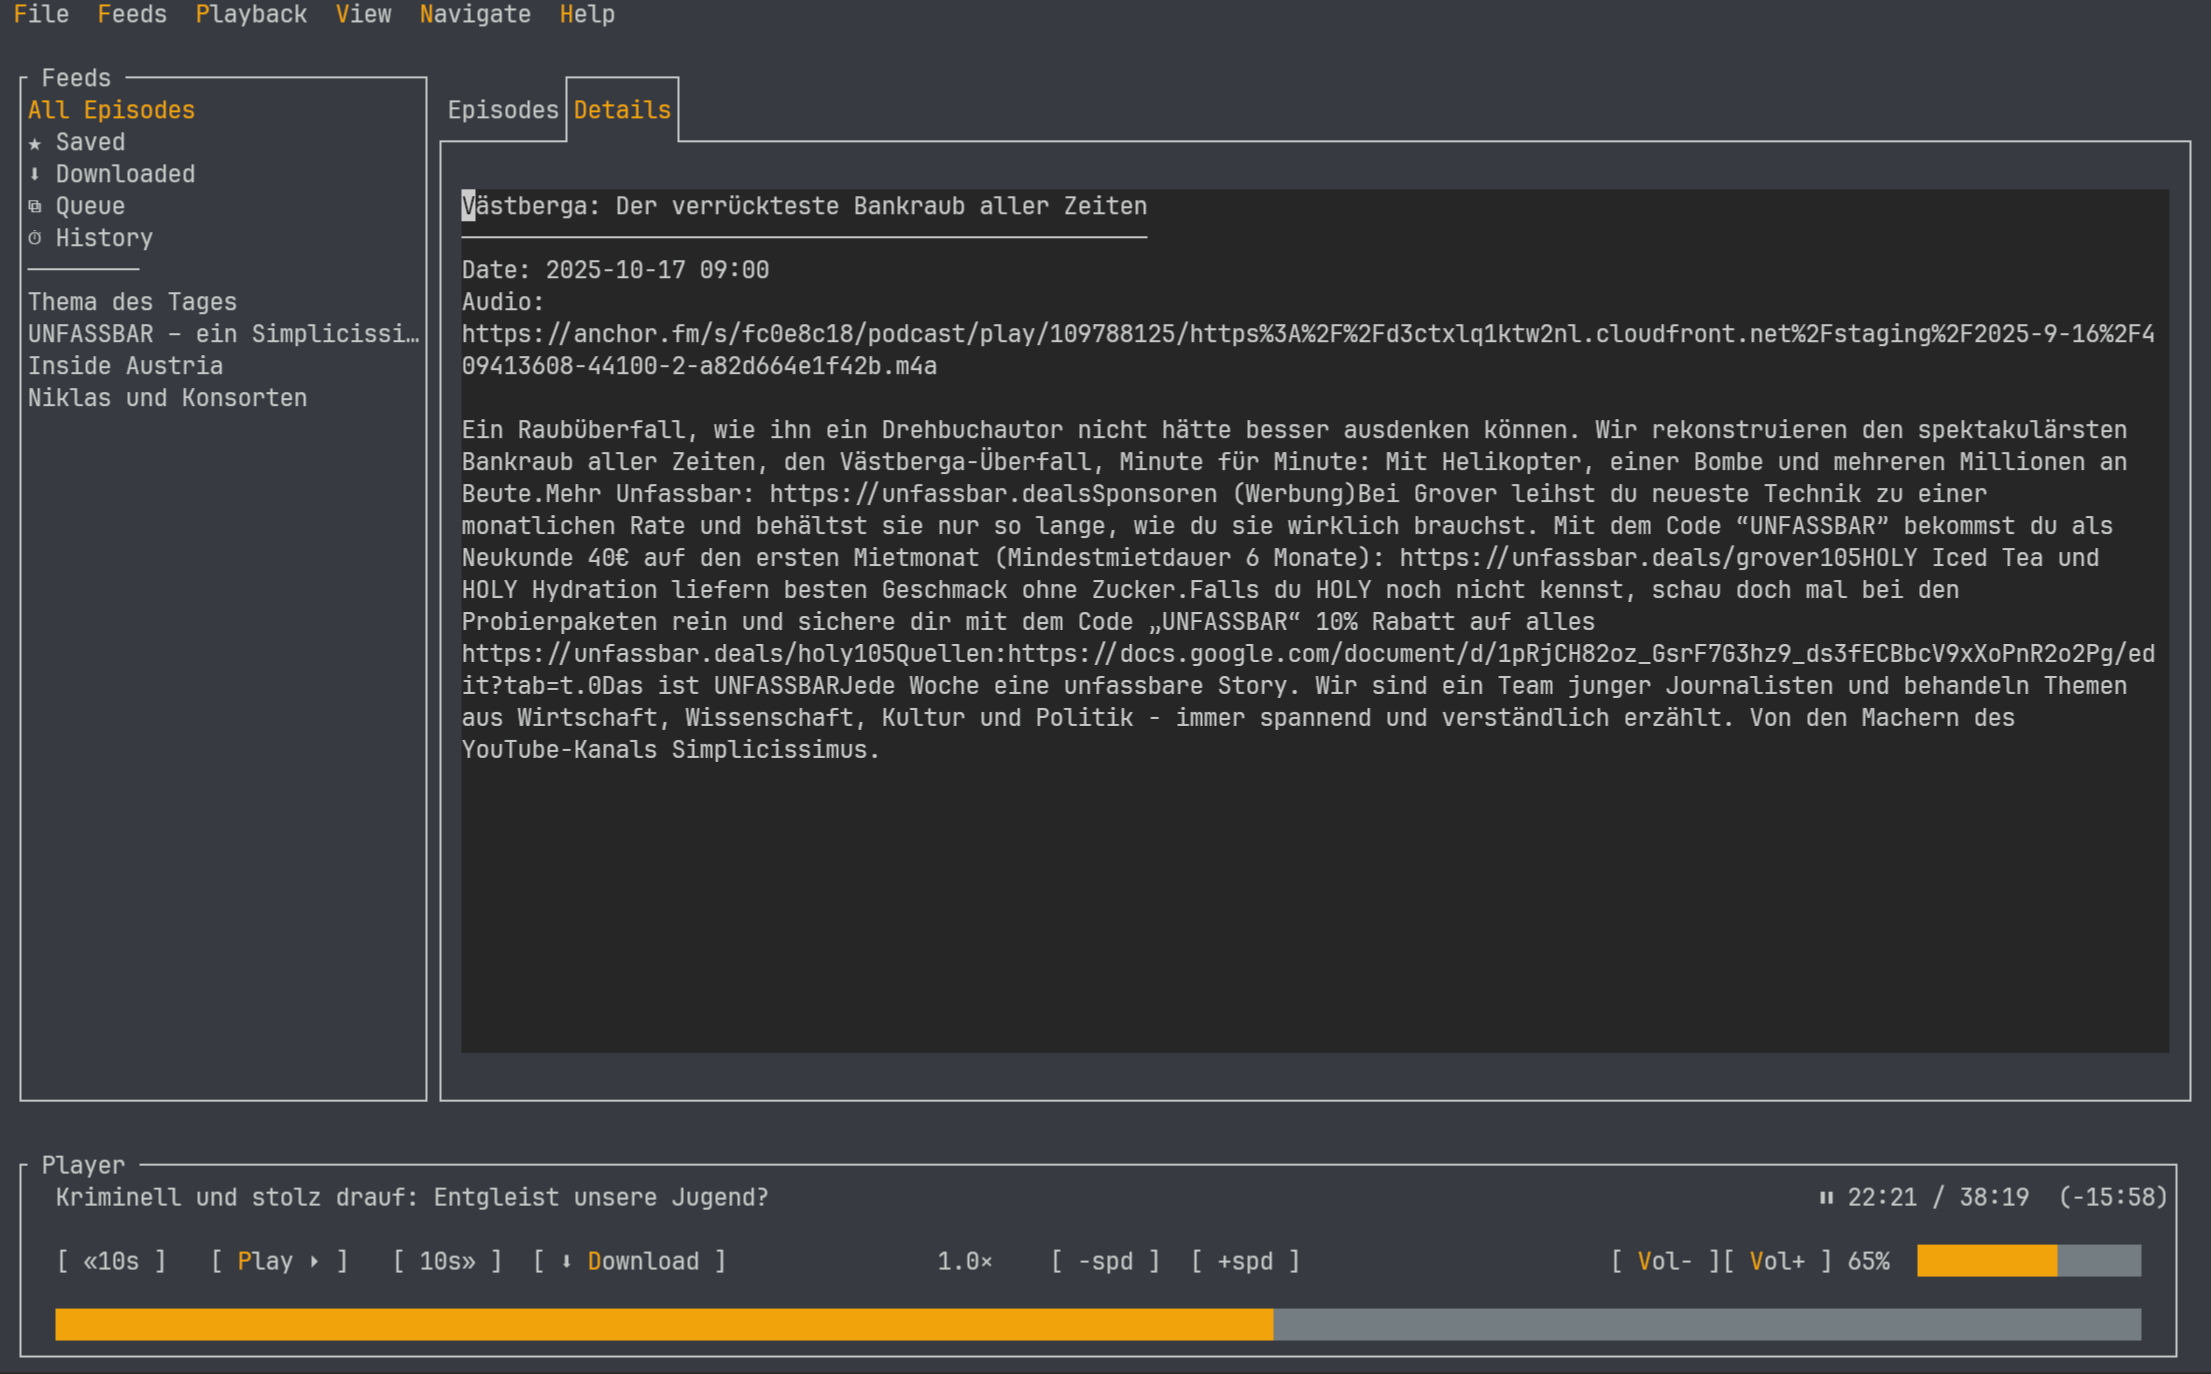 File Feeds Playback View Navigate Help
Feeds
All Episodes
★ Saved
⬇ Downloaded
⧉ Queue
⏱ History
Thema des Tages
UNFASSBAR – ein Simplicissi…
Inside Austria
Niklas und Konsorten
Episodes Details
Västberga: Der verrückteste Bankraub aller Zeiten
Date: 2025-10-17 09:00
Audio:
https://anchor.fm/s/fc0e8c18/podcast/play/109788125/https%3A%2F%2Fd3ctxlq1ktw2nl.cloudfront.net%2Fstaging%2F2025-9-16%2F4
09413608-44100-2-a82d664e1f42b.m4a
Ein Raubüberfall, wie ihn ein Drehbuchautor nicht hätte besser ausdenken können. Wir rekonstruieren den spektakulärsten
Bankraub aller Zeiten, den Västberga-Überfall, Minute für Minute: Mit Helikopter, einer Bombe und mehreren Millionen an
Beute.Mehr Unfassbar: https://unfassbar.dealsSponsoren (Werbung)Bei Grover leihst du neueste Technik zu einer
monatlichen Rate und behältst sie nur so lange, wie du sie wirklich brauchst. Mit dem Code “UNFASSBAR” bekommst du als
Neukunde 40€ auf den ersten Mietmonat (Mindestmietdauer 6 Monate): https://unfassbar.deals/grover105HOLY Iced Tea und
HOLY Hydration liefern besten Geschmack ohne Zucker.Falls du HOLY noch nicht kennst, schau doch mal bei den
Probierpaketen rein und sichere dir mit dem Code „UNFASSBAR“ 10% Rabatt auf alles
https://unfassbar.deals/holy105Quellen:https://docs.google.com/document/d/1pRjCH82oz_GsrF7G3hz9_ds3fECBbcV9xXoPnR2o2Pg/ed
it?tab=t.0Das ist UNFASSBARJede Woche eine unfassbare Story. Wir sind ein Team junger Journalisten und behandeln Themen
aus Wirtschaft, Wissenschaft, Kultur und Politik - immer spannend und verständlich erzählt. Von den Machern des
YouTube-Kanals Simplicissimus.
Player
Kriminell und stolz drauf: Entgleist unsere Jugend? ⏸ 22:21 / 38:19 (-15:58)
[ «10s ] [ Play ▸ ] [ 10s» ] [ ⬇ Download ] 1.0× [ -spd ] [ +spd ] [ Vol- ][ Vol+ ] 65%